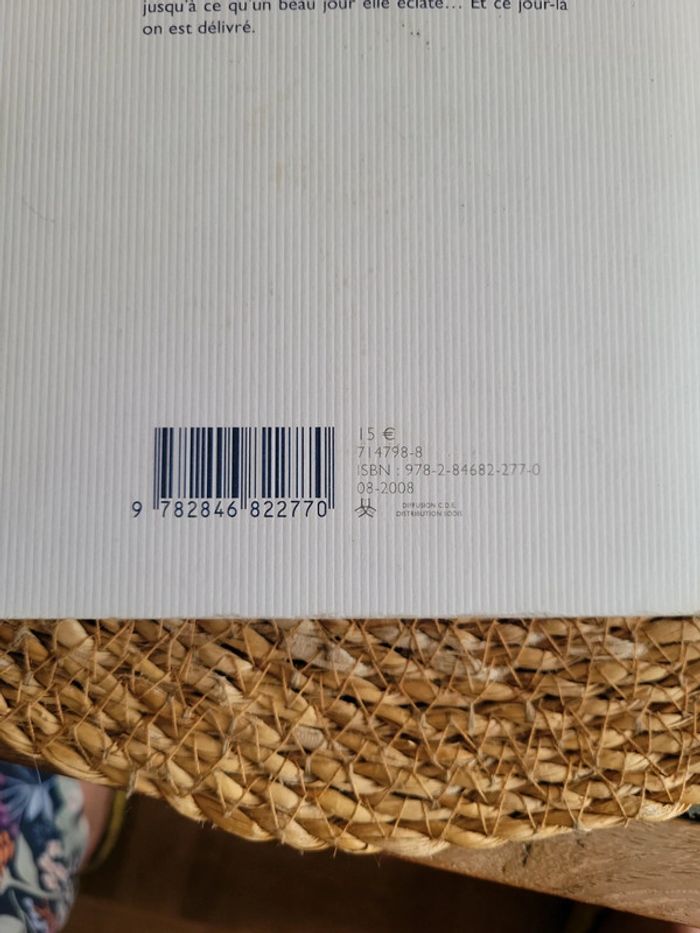 jusqu'à ce qu'un beau jour elle éclate... Et ce jour-là
on est délivré.
15 €
714798-8
ISBN : 978-2-84682-277-0
08-2008
DIFFUSION C.D.E.
DISTRIBUTION SODIS
9 782846 822770